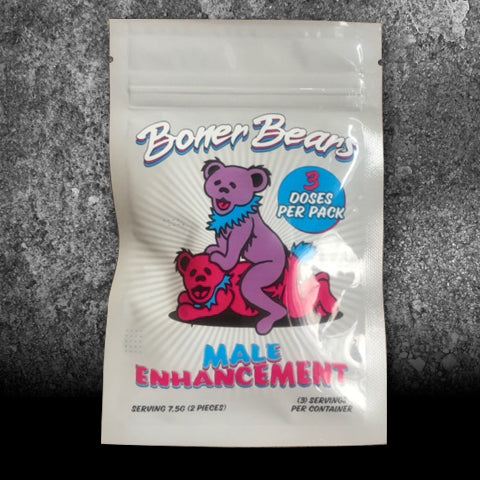 Boner Bears
3
DOSES
PER PACK
MALE
ENHANCEMENT
SERVING 7.5G (2 PIECES)
(3) SERVINGS
PER CONTAINER